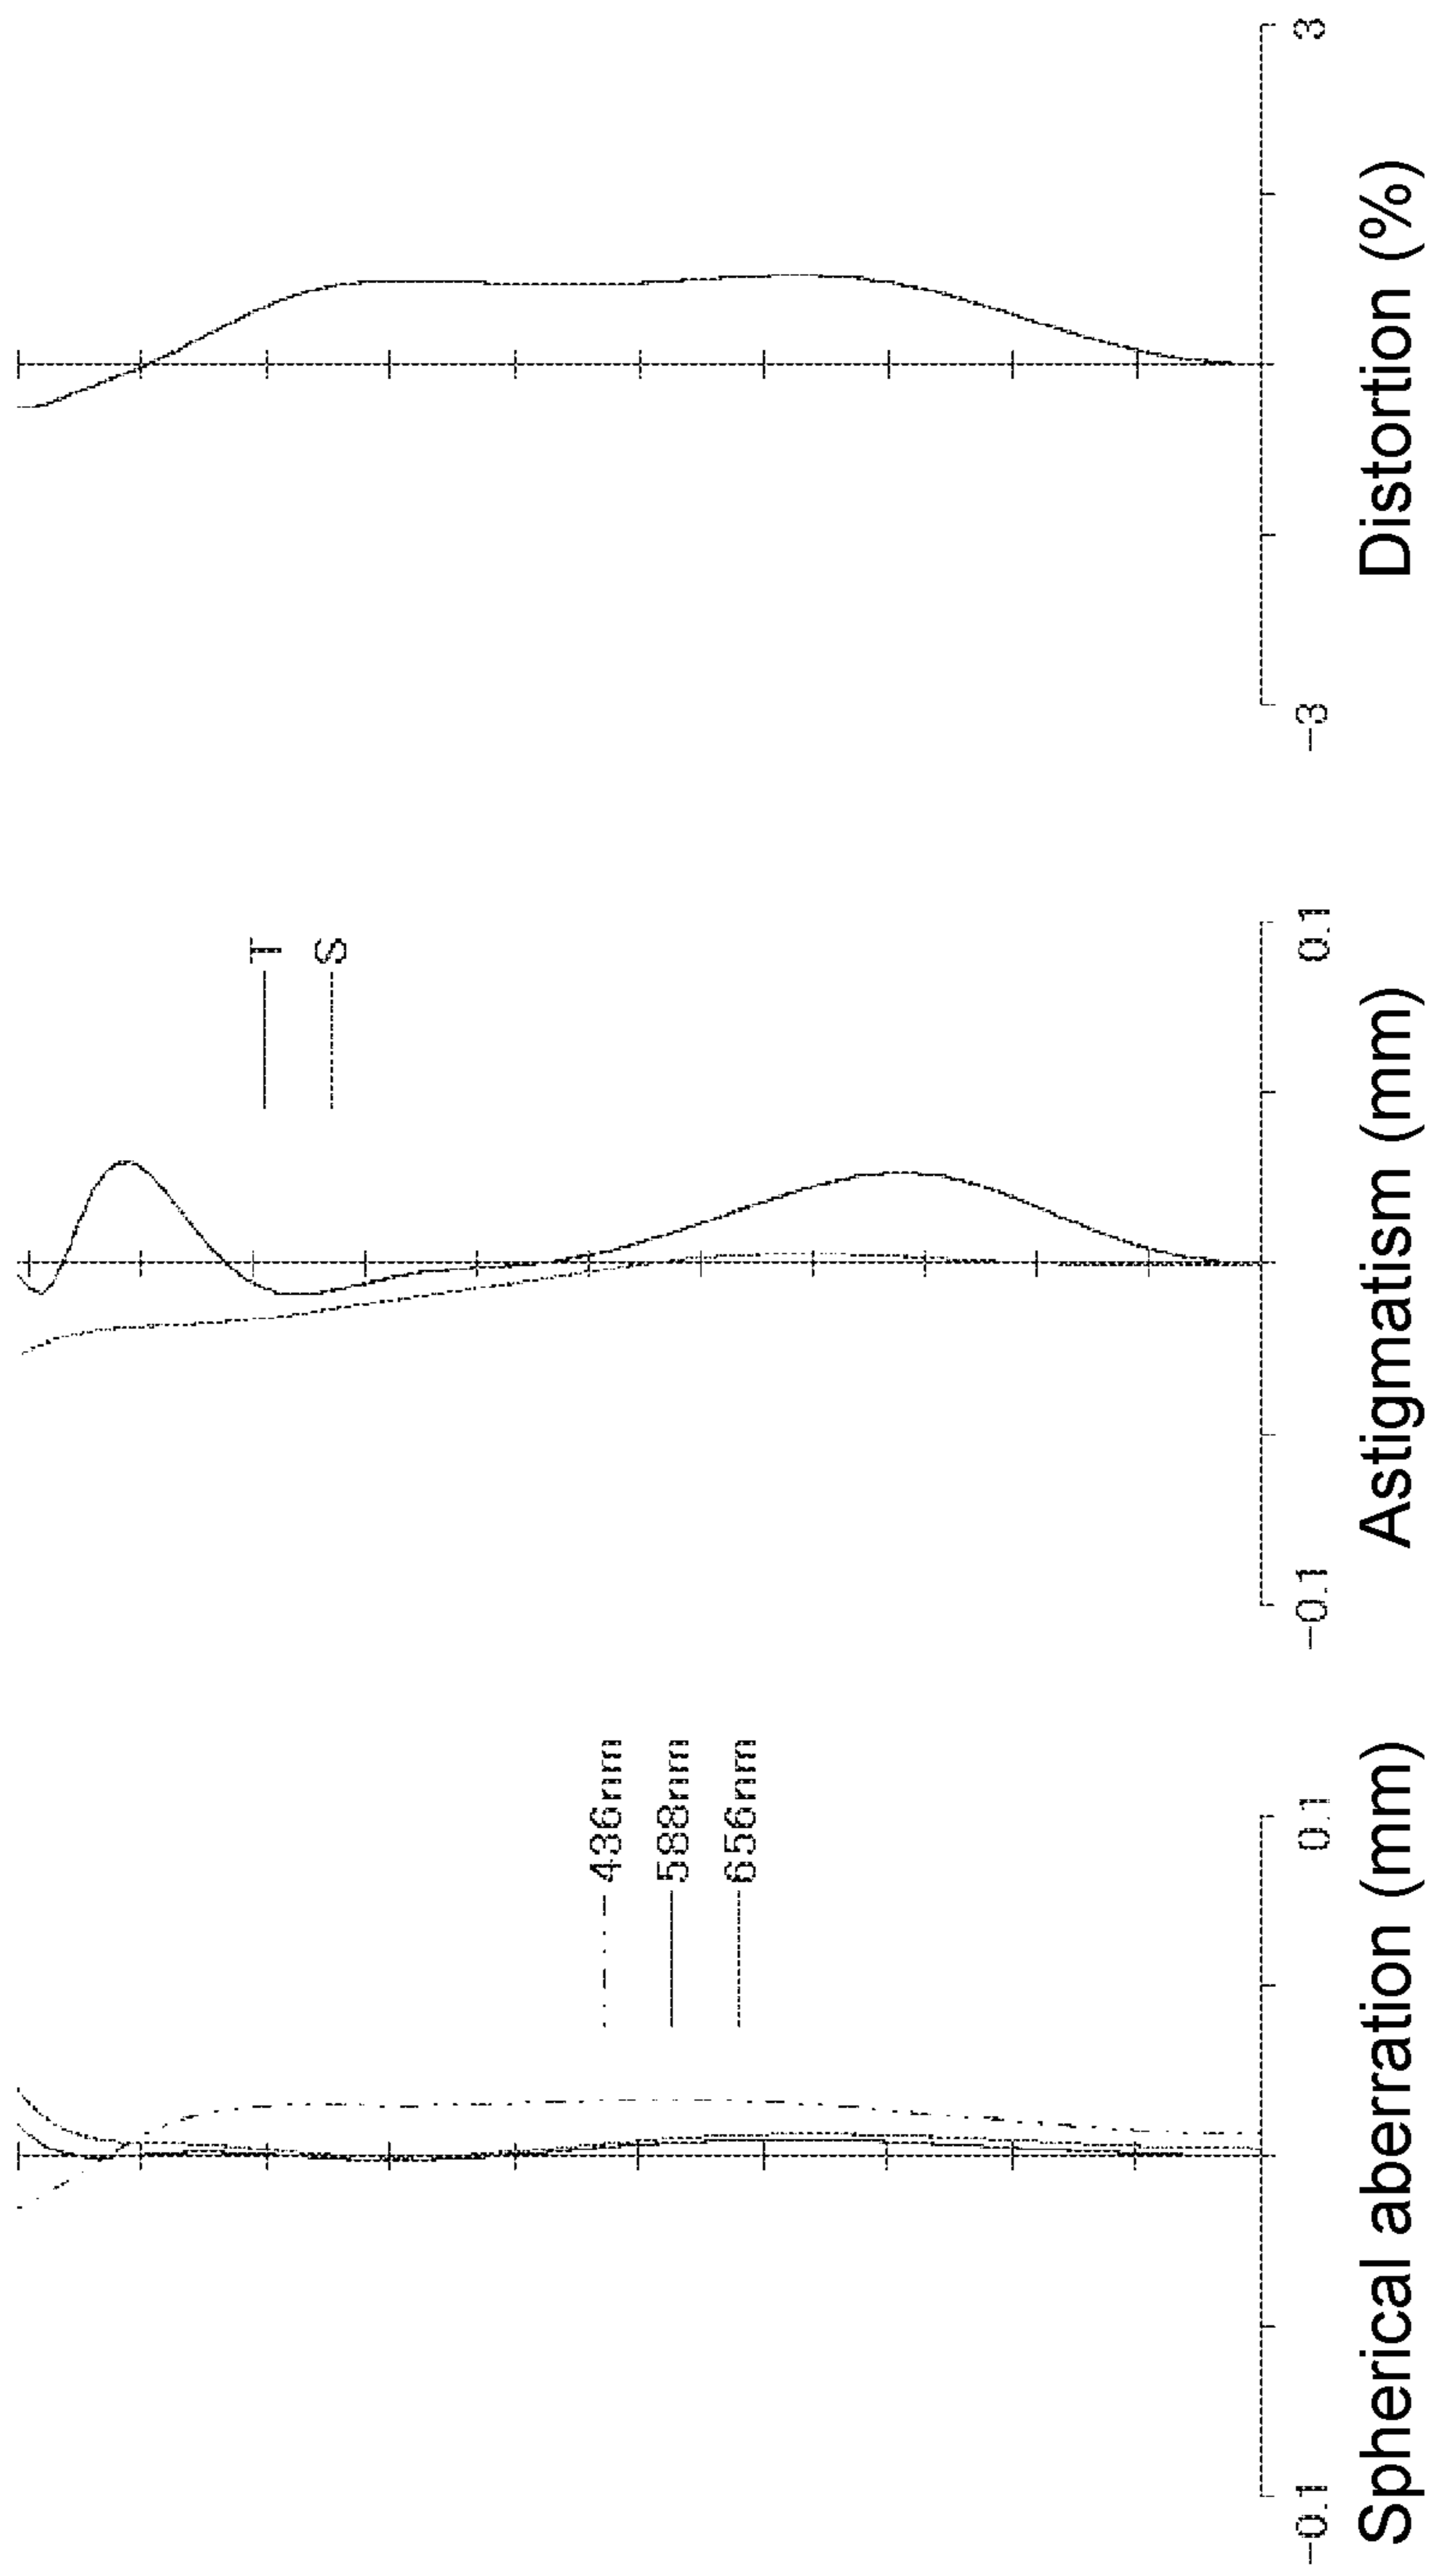 436nm
588nm
656nm
-0.1
0.1
Spherical aberration (mm)
T
S
-0.1
0.1
Astigmatism (mm)
-3
3
Distortion (%)